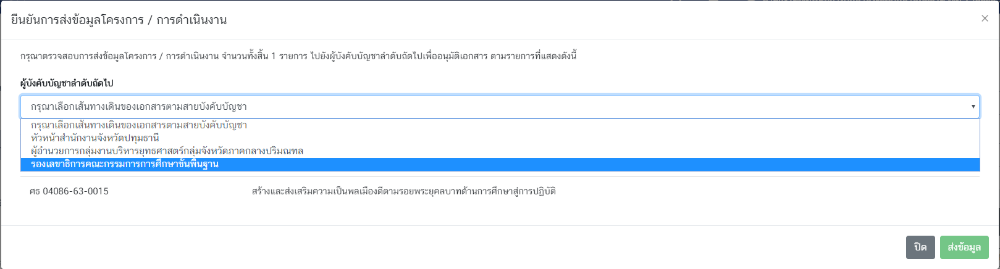 ยืนยันการส่งข้อมูลโครงการ / การดำเนินงาน
×
กรุณาตรวจสอบการส่งข้อมูลโครงการ / การดำเนินงาน จำนวนทั้งสิ้น 1 รายการ ไปยังผู้บังคับบัญชาลำดับถัดไปเพื่ออนุมัติเอกสาร ตามรายการที่แสดงดังนี้
ผู้บังคับบัญชาลำดับถัดไป
กรุณาเลือกเส้นทางเดินของเอกสารตามสายบังคับบัญชา
กรุณาเลือกเส้นทางเดินของเอกสารตามสายบังคับบัญชา
หัวหน้าสำนักงานจังหวัดปทุมธานี
ผู้อำนวยการกลุ่มงานบริหารยุทธศาสตร์กลุ่มจังหวัดภาคกลางปริมณฑล
รองเลขาธิการคณะกรรมการการศึกษาขั้นพื้นฐาน
ศธ 04086-63-0015 สร้างและส่งเสริมความเป็นพลเมืองดีตามรอยพระยุคลบาทด้านการศึกษาสู่การปฏิบัติ
ปิด ส่งข้อมูล